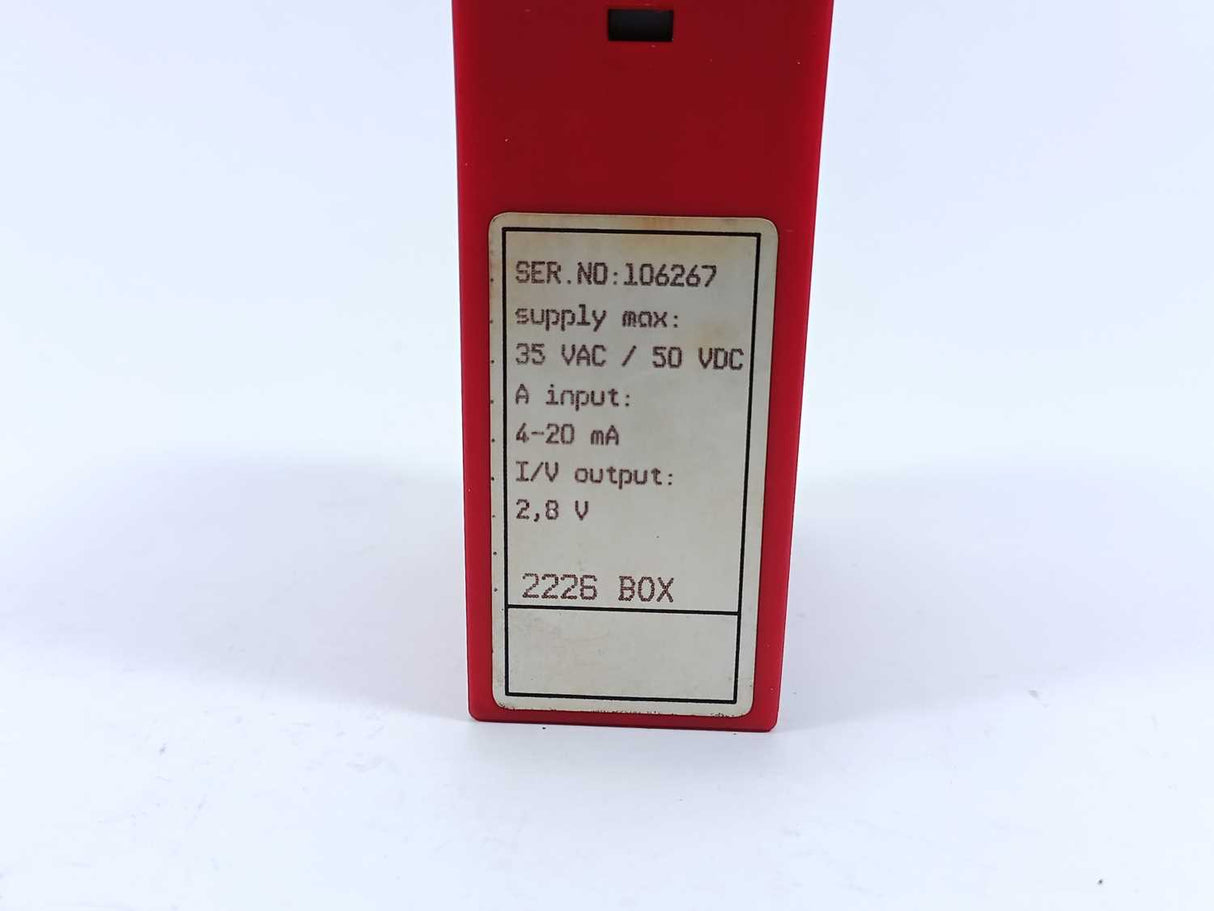 SER.NO:106267
supply max:
35 VAC / 50 VDC
A input:
4-20 mA
I/V output:
2,8 V
2226 BOX